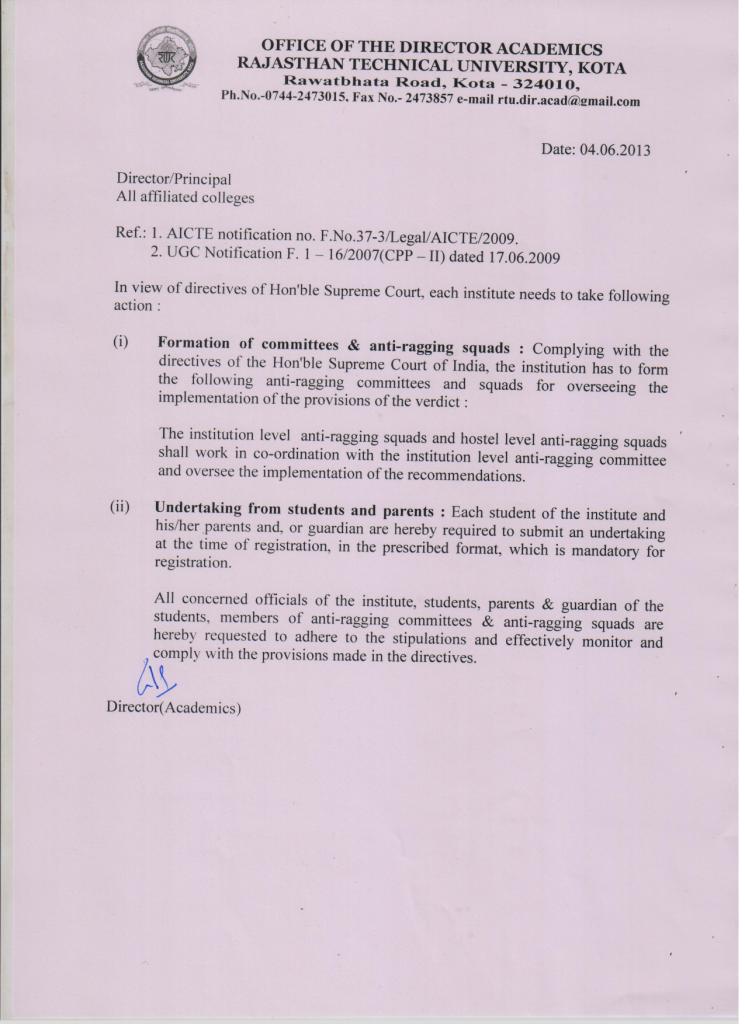 OFFICE OF THE DIRECTOR ACADEMICS
RAJASTHAN TECHNICAL UNIVERSITY, KOTA
Rawatbhata Road, Kota - 324010,
Ph.No.-0744-2473015. Fax No.- 2473857 e-mail rtu.dir.acad@gmail.com
Date: 04.06.2013
Director/Principal
All affiliated colleges
Ref.: 1. AICTE notification no. F.No.37-3/Legal/AICTE/2009.
2. UGC Notification F. 1 – 16/2007(CPP – II) dated 17.06.2009
In view of directives of Hon'ble Supreme Court, each institute needs to take following
action :
(i) Formation of committees & anti-ragging squads : Complying with the
directives of the Hon'ble Supreme Court of India, the institution has to form
the following anti-ragging committees and squads for overseeing the
implementation of the provisions of the verdict :
The institution level anti-ragging squads and hostel level anti-ragging squads
shall work in co-ordination with the institution level anti-ragging committee
and oversee the implementation of the recommendations.
(ii) Undertaking from students and parents : Each student of the institute and
his/her parents and, or guardian are hereby required to submit an undertaking
at the time of registration, in the prescribed format, which is mandatory for
registration.
All concerned officials of the institute, students, parents & guardian of the
students, members of anti-ragging committees & anti-ragging squads are
hereby requested to adhere to the stipulations and effectively monitor and
comply with the provisions made in the directives.
Director(Academics)